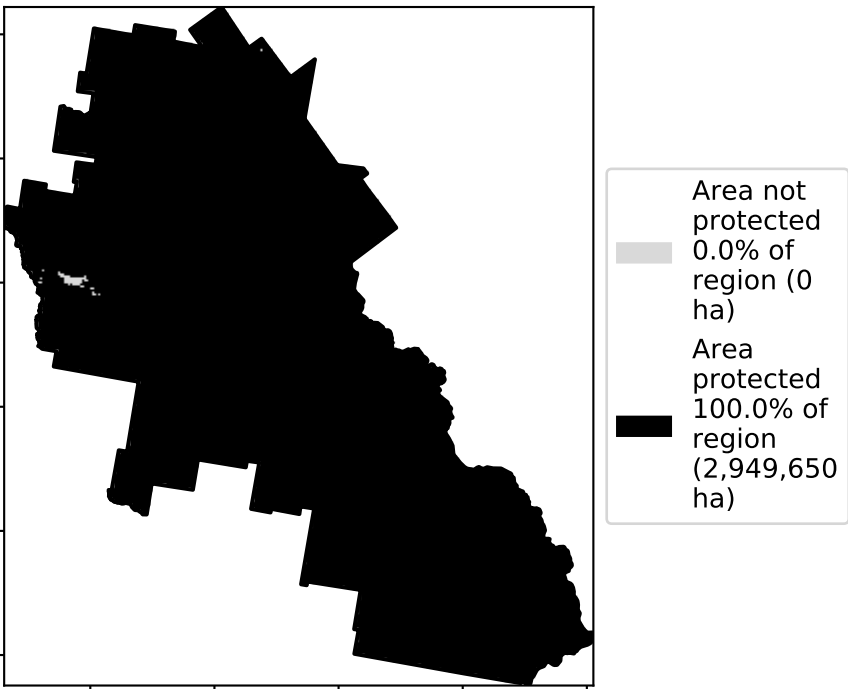 Area not
protected
0.0% of
region (0
ha)
Area
protected
100.0% of
region
(2,949,650
ha)